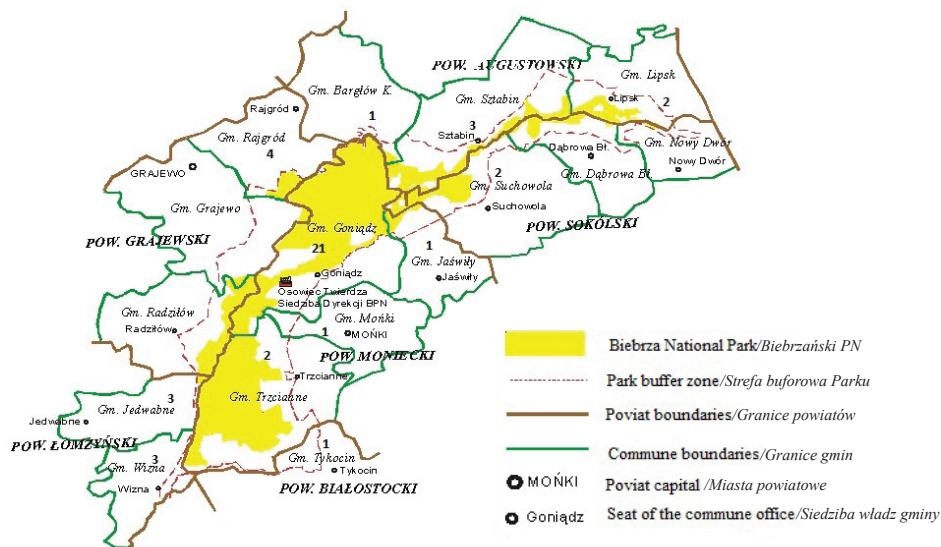 POW. AUGUSTOWSKI
Gm. Lipsk
Gm. Bargłów K.
Gm. Sztabin
Lipsk
2
Rajgród
1
Gm. Rajgród
3
Sztabin
Gm. Nowy Dwór
4
Dąbrowa Bł.
Nowy Dwór
GRAJEWO
2
Gm. Dąbrowa Bł.
Gm. Suchowola
Gm. Grajewo
Suchowola
Gm. Goniądz
POW. SOKÓLSKI
POW. GRAJEWSKI
21
1
Gm. Jaświły
Goniądz
Jaświły
Osowiec Twierdza
Siedziba Dyrekcji BPN
Gm. Radziłów
Gm. Mońki
Radziłów
1
MOŃKI
POW. MONIECKI
2
Trzcianne
Gm. Trzcianne
3
Gm. Jedwabne
Jedwabne
POW. ŁOMŻYŃSKI
1
3
Gm. Tykocin
Gm. Wizna
Tykocin
Wizna
POW. BIAŁOSTOCKI
Biebrza National Park/Biebrzański PN
Park buffer zone/Strefa buforowa Parku
Poviat boundaries/Granice powiatów
Commune boundaries/Granice gmin
MOŃKI Poviat capital /Miasta powiatowe
Goniądz Seat of the commune office/Siedziba władz gminy